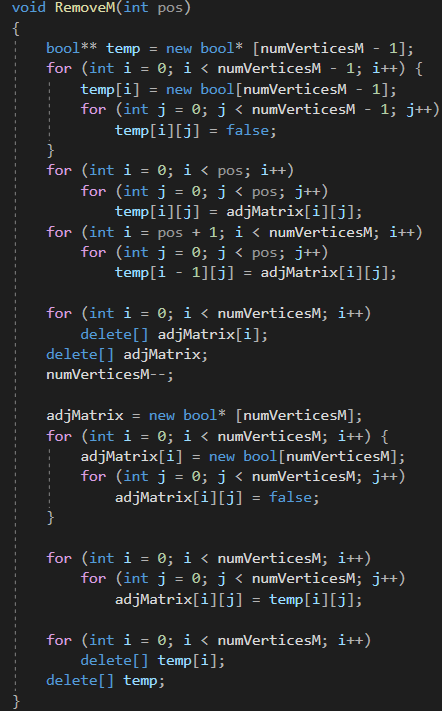 void RemoveM(int pos)
{
    bool** temp = new bool* [numVerticesM - 1];
    for (int i = 0; i < numVerticesM - 1; i++) {
        temp[i] = new bool[numVerticesM - 1];
        for (int j = 0; j < numVerticesM - 1; j++)
            temp[i][j] = false;
    }
    for (int i = 0; i < pos; i++)
        for (int j = 0; j < pos; j++)
            temp[i][j] = adjMatrix[i][j];
    for (int i = pos + 1; i < numVerticesM; i++)
        for (int j = 0; j < pos; j++)
            temp[i - 1][j] = adjMatrix[i][j];

    for (int i = 0; i < numVerticesM; i++)
        delete[] adjMatrix[i];
    delete[] adjMatrix;
    numVerticesM--;

    adjMatrix = new bool* [numVerticesM];
    for (int i = 0; i < numVerticesM; i++) {
        adjMatrix[i] = new bool[numVerticesM];
        for (int j = 0; j < numVerticesM; j++)
            adjMatrix[i][j] = false;
    }

    for (int i = 0; i < numVerticesM; i++)
        for (int j = 0; j < numVerticesM; j++)
            adjMatrix[i][j] = temp[i][j];

    for (int i = 0; i < numVerticesM; i++)
        delete[] temp[i];
    delete[] temp;
}